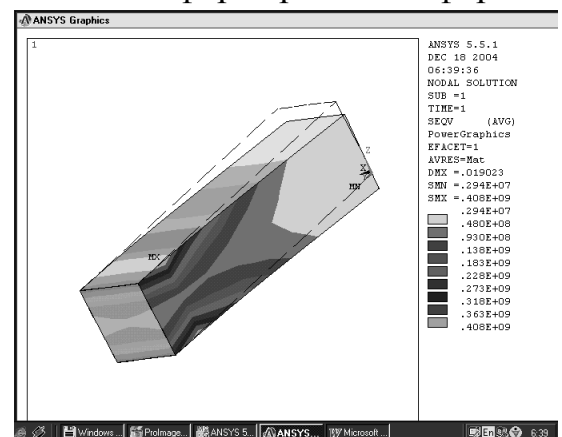 ANSYS Graphics
1
ANSYS 5.5.1
DEC 18 2004
06:39:36
NODAL SOLUTION
SUB =1
TIME=1
SEQV (AVG)
PowerGraphics
EFACET=1
AVRES=Mat
DMX =.019023
SMN =.294E+07
SMX =.408E+09
.294E+07
.480E+08
.930E+08
.138E+09
.183E+09
.228E+09
.273E+09
.318E+09
.363E+09
.408E+09
Z
X
MN
MX
Windows ... ProImage... ANSYS 5... ANSYS... Microsoft ... En 6:39